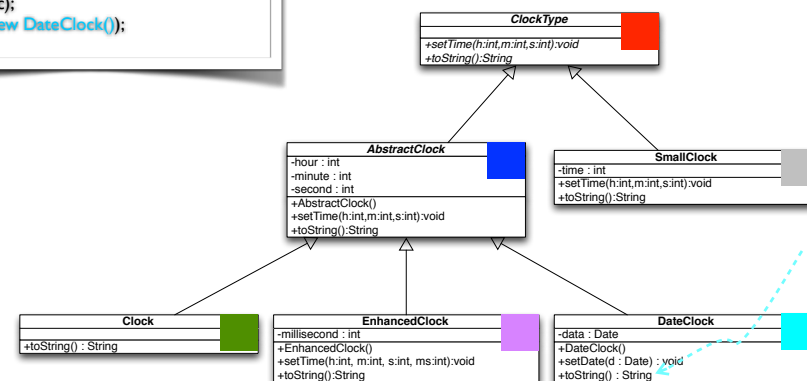 c);
ew DateClock());
ClockType
+setTime(h:int,m:int,s:int):void
+toString():String
AbstractClock
-hour : int
-minute : int
-second : int
+AbstractClock()
+setTime(h:int,m:int,s:int):void
+toString():String
SmallClock
-time : int
+setTime(h:int,m:int,s:int):void
+toString():String
Clock
+toString() : String
EnhancedClock
-millisecond : int
+EnhancedClock()
+setTime(h:int, m:int, s:int, ms:int):void
+toString():String
DateClock
-data : Date
+DateClock()
+setDate(d : Date) : void
+toString() : String